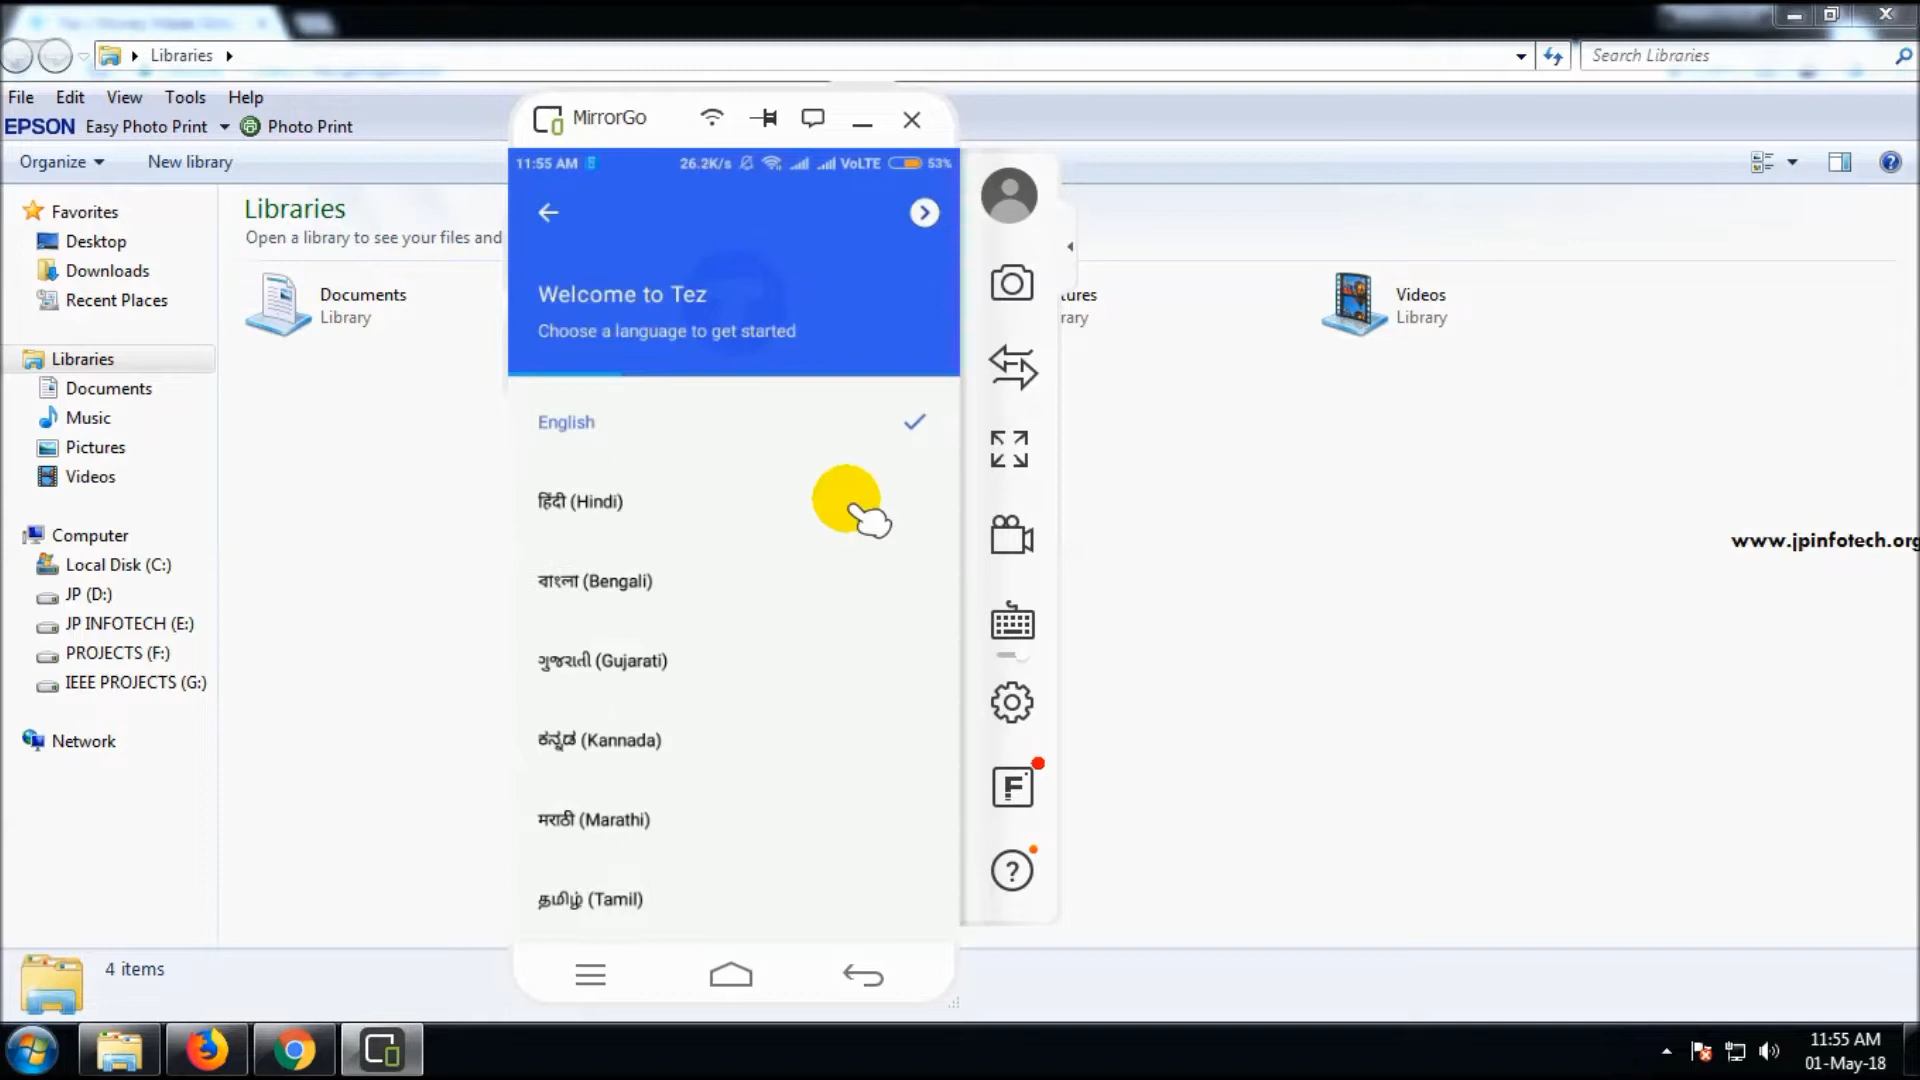 Libraries
Search Libraries
File Edit View Tools Help
EPSON Easy Photo Print Photo Print
Organize New library
Favorites
Desktop
Downloads
Recent Places
Libraries
Documents
Music
Pictures
Videos
Computer
Local Disk (C:)
JP (D:)
JP INFOTECH (E:)
PROJECTS (F:)
IEEE PROJECTS (G:)
Network
Libraries
Open a library to see your files and
Documents
Library
MirrorGo
11:55 AM 26.2K/s VoLTE 53%
Welcome to Tez
Choose a language to get started
English
हिंदी (Hindi)
বাংলা (Bengali)
ગુજરાતી (Gujarati)
ಕನ್ನಡ (Kannada)
मराठी (Marathi)
தமிழ் (Tamil)
tures
rary
Videos
Library
www.jpinfotech.org
4 items
11:55 AM
01-May-18